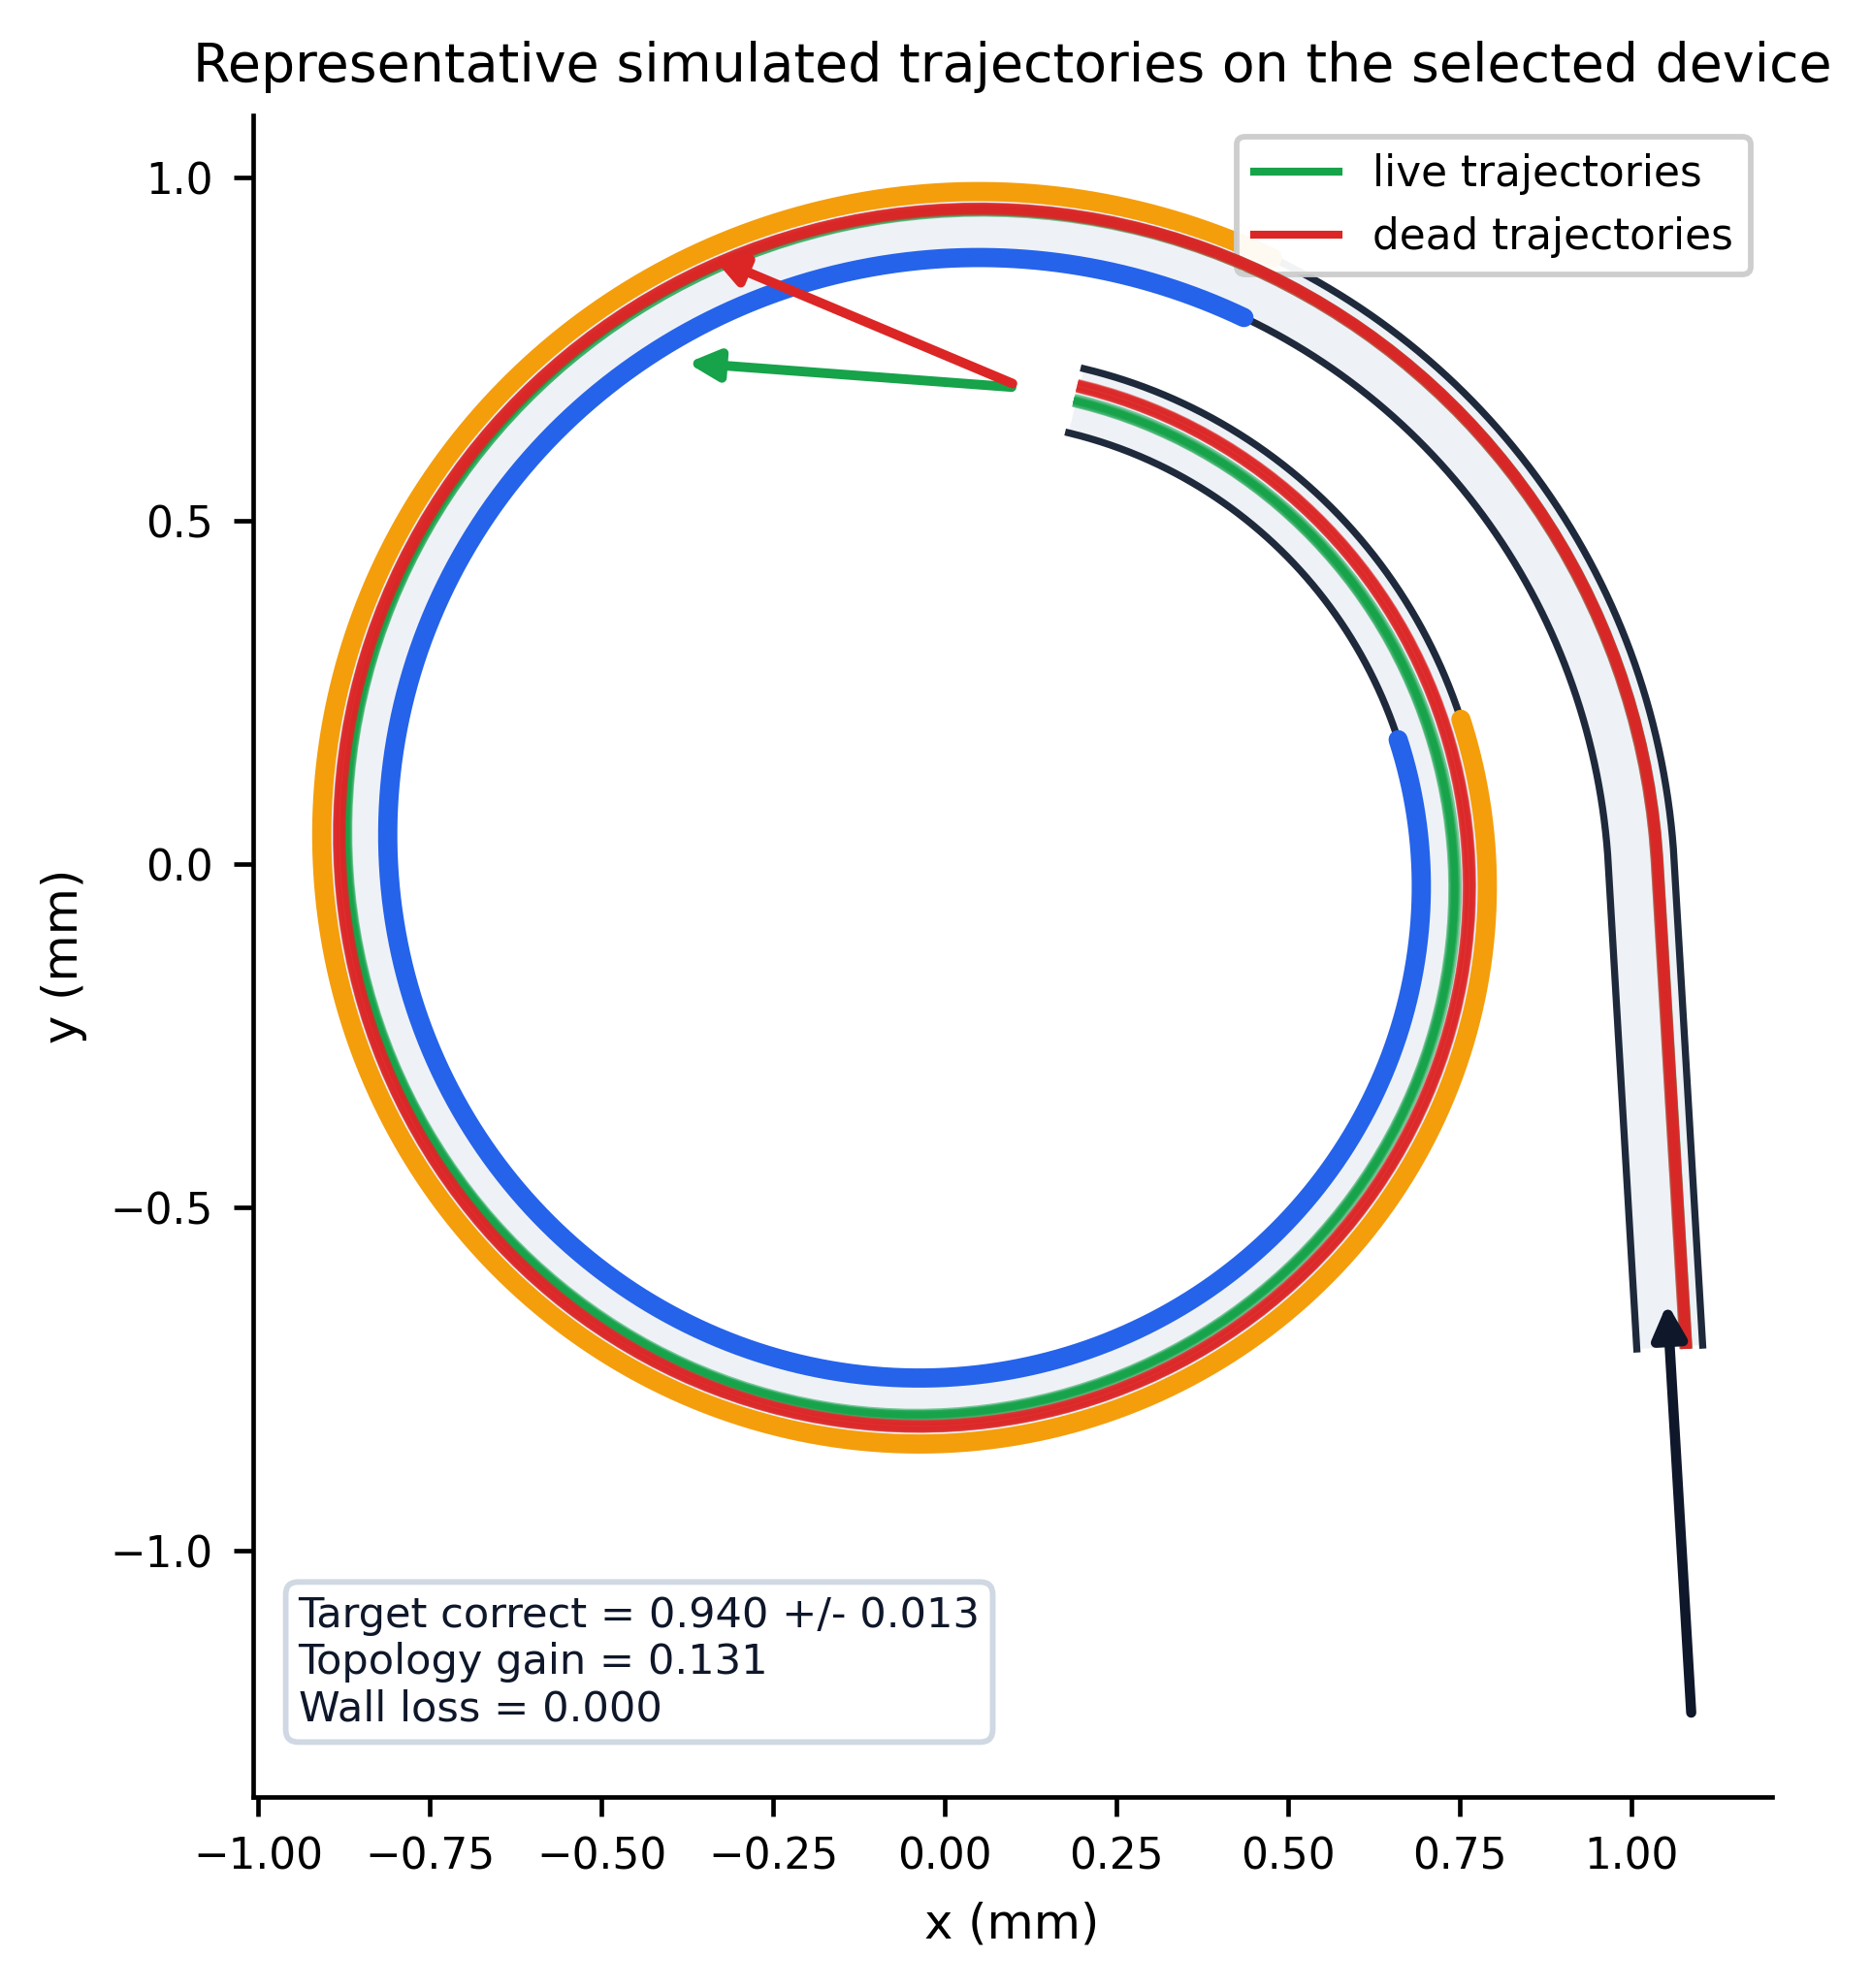 Representative simulated trajectories on the selected device
live trajectories
dead trajectories
1.0
0.5
0.0
−0.5
−1.0
y (mm)
Target correct = 0.940 +/- 0.013
Topology gain = 0.131
Wall loss = 0.000
−1.00 −0.75 −0.50 −0.25 0.00 0.25 0.50 0.75 1.00
x (mm)